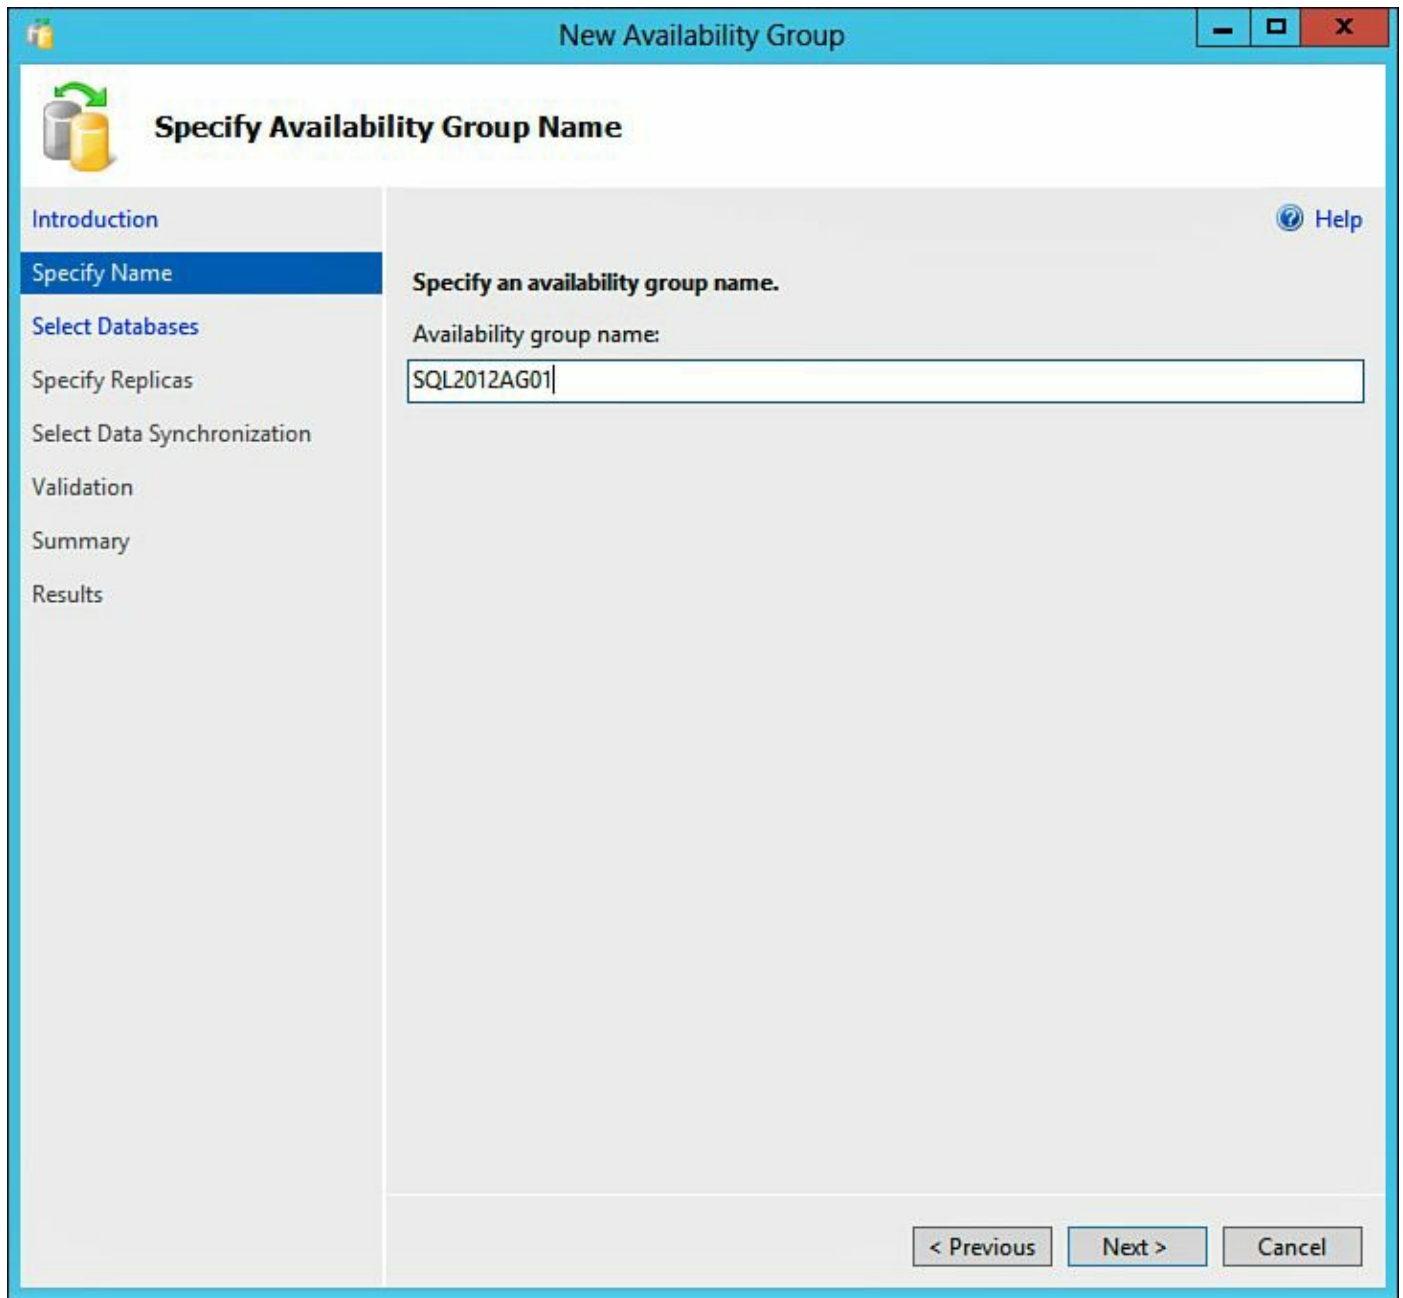 New Availability Group
Specify Availability Group Name
Introduction
Specify Name
Select Databases
Specify Replicas
Select Data Synchronization
Validation
Summary
Results
Help
Specify an availability group name.
Availability group name:
SQL2012AG01
< Previous
Next >
Cancel